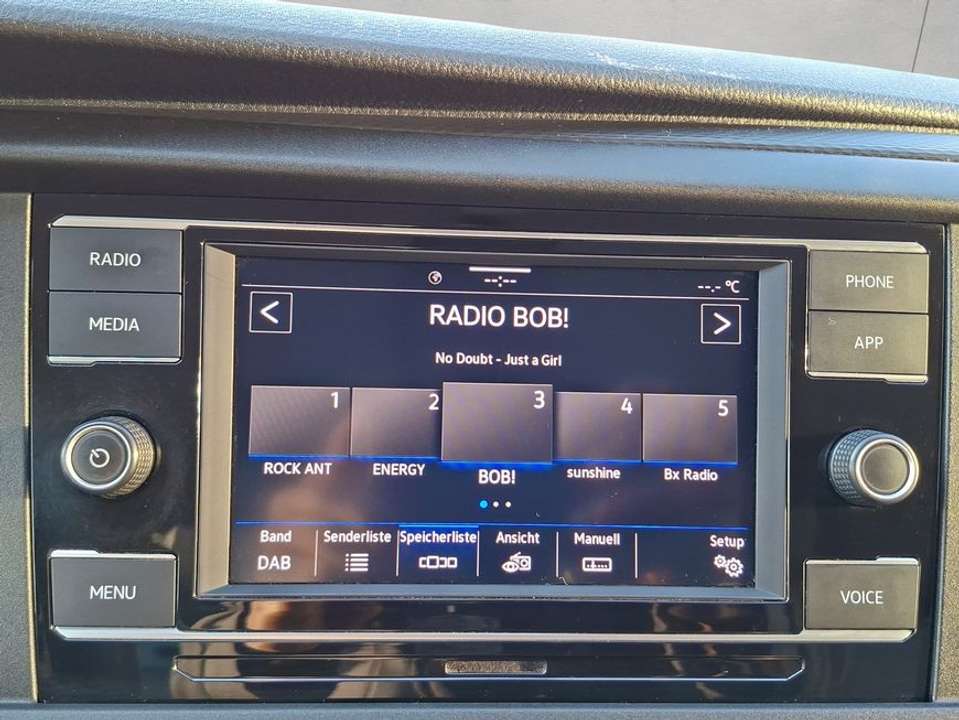 RADIO
MEDIA
MENU
--:--
--.- °C
<
RADIO BOB!
>
No Doubt - Just a Girl
1 2 3 4 5
ROCK ANT ENERGY BOB! sunshine Bx Radio
Band Senderliste Speicherliste Ansicht Manuell Setup
DAB
PHONE
APP
VOICE